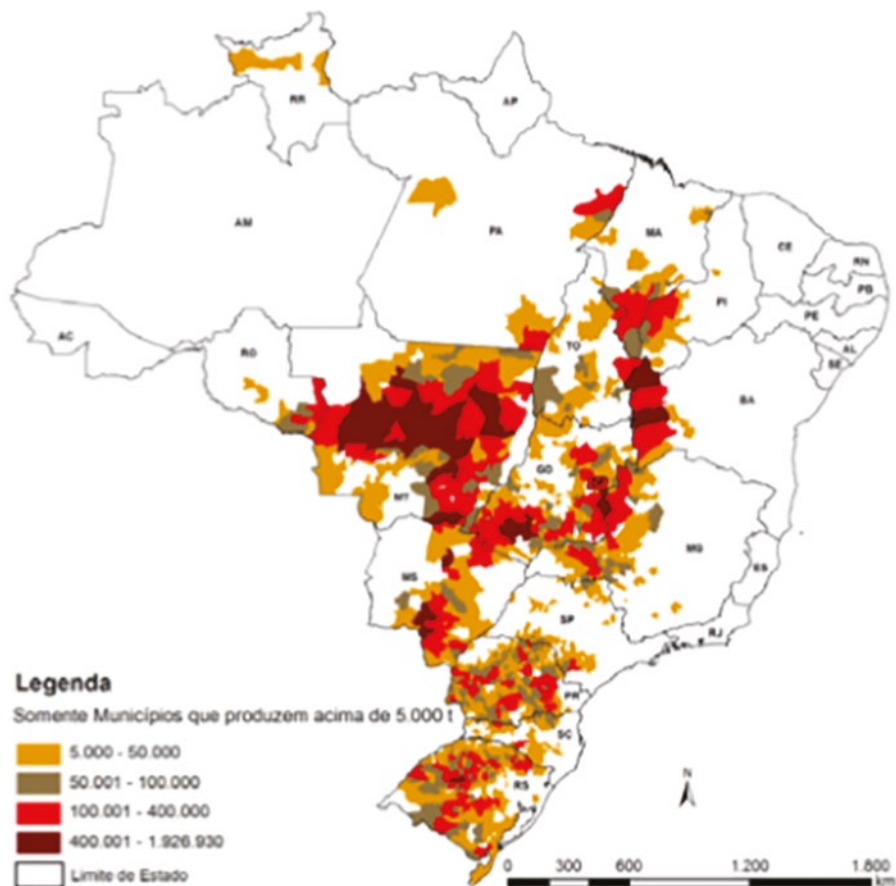 RR
AP
AM
PA
MA
CE
RN
PB
PI
PE
AL
SE
AC
RO
TO
BA
GO
DF
MT
MG
ES
MS
SP
RJ
PR
SC
RS
Legenda
Somente Municípios que produzem acima de 5.000 t
5.000 - 50.000
50.001 - 100.000
100.001 - 400.000
400.001 - 1.926.930
Limite de Estado
N
0 300 600 1.200 1.800
km